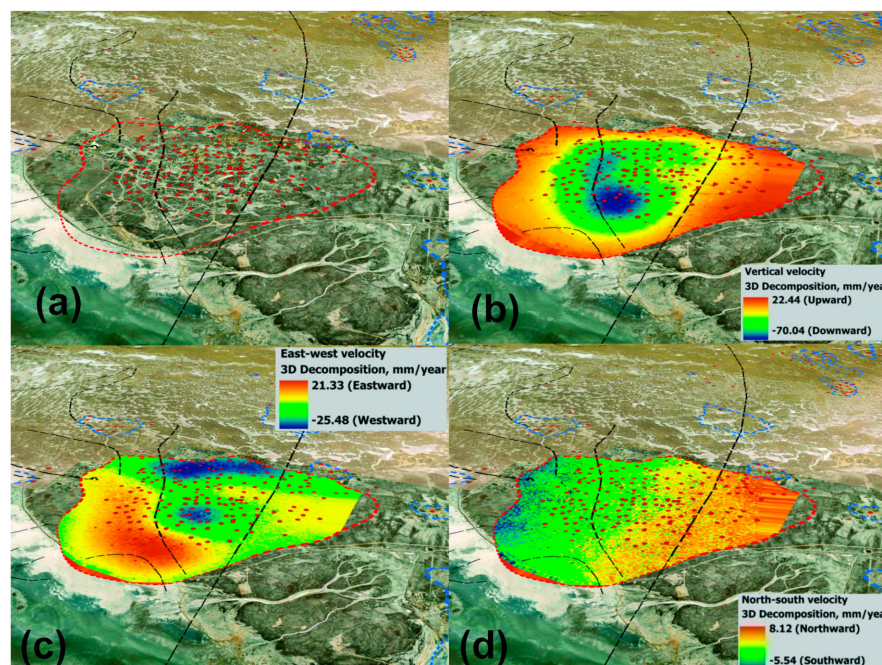 (a)
(b)
Vertical velocity
3D Decomposition, mm/year
22.44 (Upward)
-70.04 (Downward)
East-west velocity
3D Decomposition, mm/year
21.33 (Eastward)
-25.48 (Westward)
(c)
(d)
North-south velocity
3D Decomposition, mm/year
8.12 (Northward)
-5.54 (Southward)